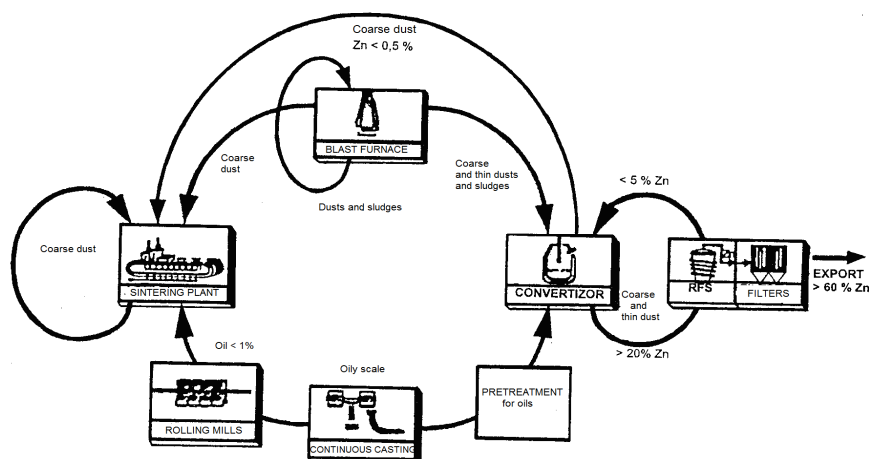 Coarse dust
Zn < 0,5 %
BLAST FURNACE
Coarse
dust
Coarse
and thin dusts
and sludges
Dusts and sludges
< 5 % Zn
Coarse dust
SINTERING PLANT
CONVERTIZOR
Coarse
and
thin dust
RFS
FILTERS
EXPORT
> 60 % Zn
> 20% Zn
Oil < 1%
Oily scale
PRETREATMENT
for oils
ROLLING MILLS
CONTINUOUS CASTING